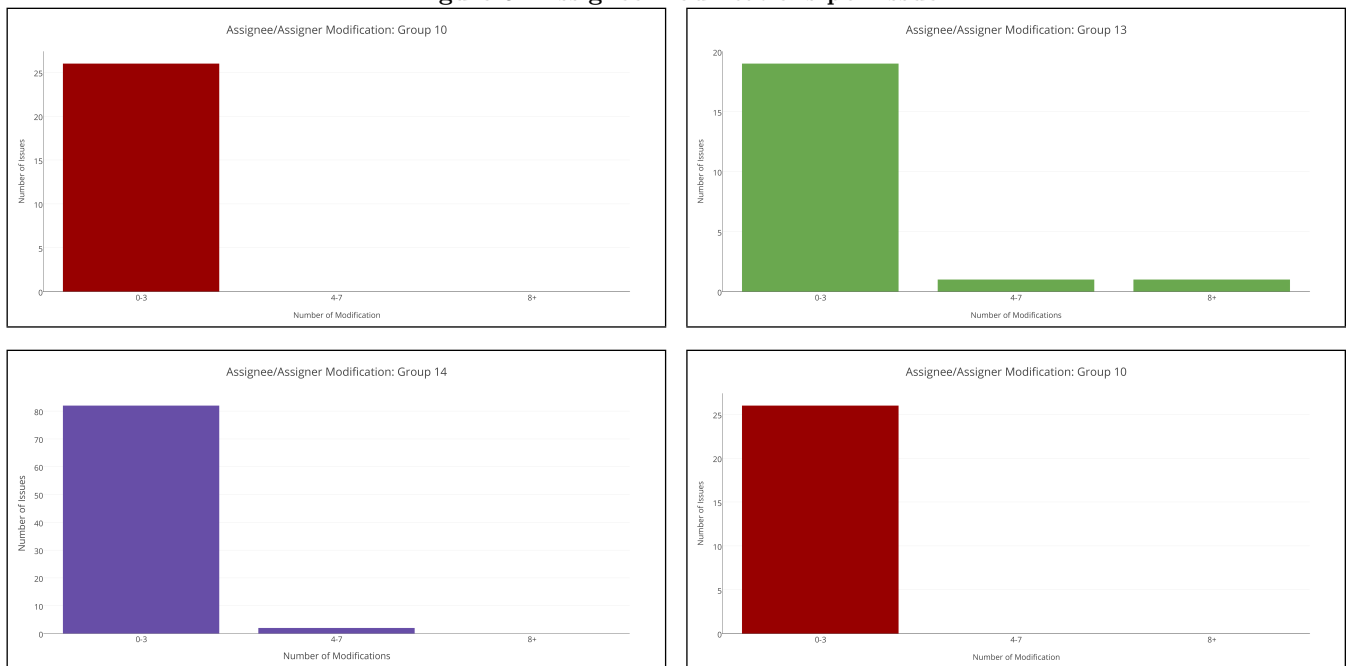 Assignee/Assigner Modification: Group 10
25
20
15
10
5
0
Number of Issues
0-3 4-7 8+
Number of Modification
Assignee/Assigner Modification: Group 13
20
15
10
5
0
Number of Issues
0-3 4-7 8+
Number of Modifications
Assignee/Assigner Modification: Group 14
80
70
60
50
40
30
20
10
0
Number of Issues
0-3 4-7 8+
Number of Modifications
Assignee/Assigner Modification: Group 10
25
20
15
10
5
0
Number of Issues
0-3 4-7 8+
Number of Modification